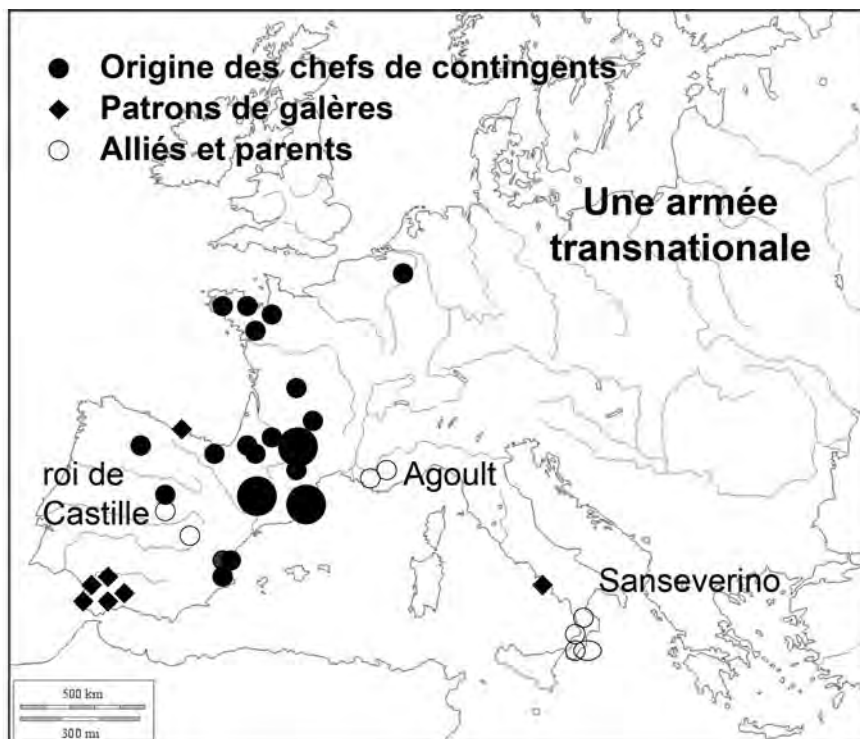 Origine des chefs de contingents
Patrons de galères
Alliés et parents
Une armée
transnationale
roi de
Castille
Agoult
Sanseverino
500 km
300 mi